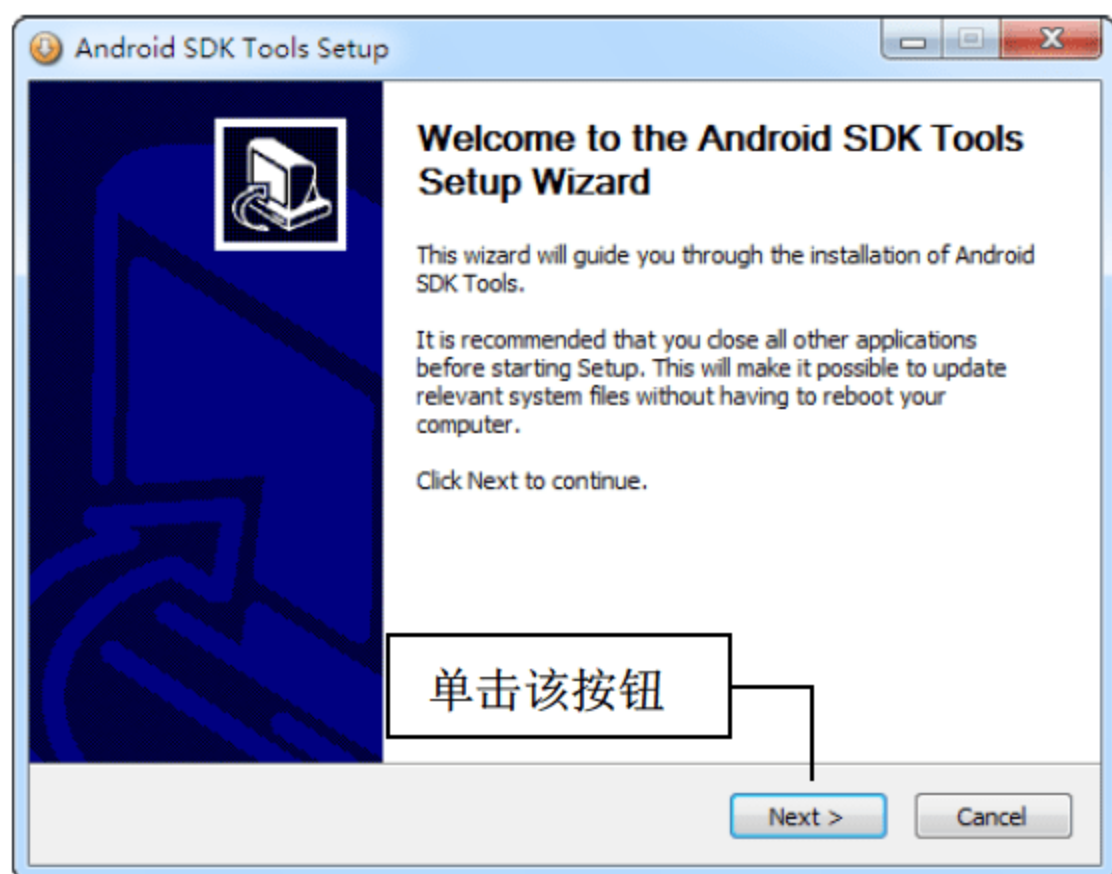 Android SDK Tools Setup
Welcome to the Android SDK Tools
Setup Wizard
This wizard will guide you through the installation of Android
SDK Tools.
It is recommended that you close all other applications
before starting Setup. This will make it possible to update
relevant system files without having to reboot your
computer.
Click Next to continue.
单击该按钮
Next >
Cancel